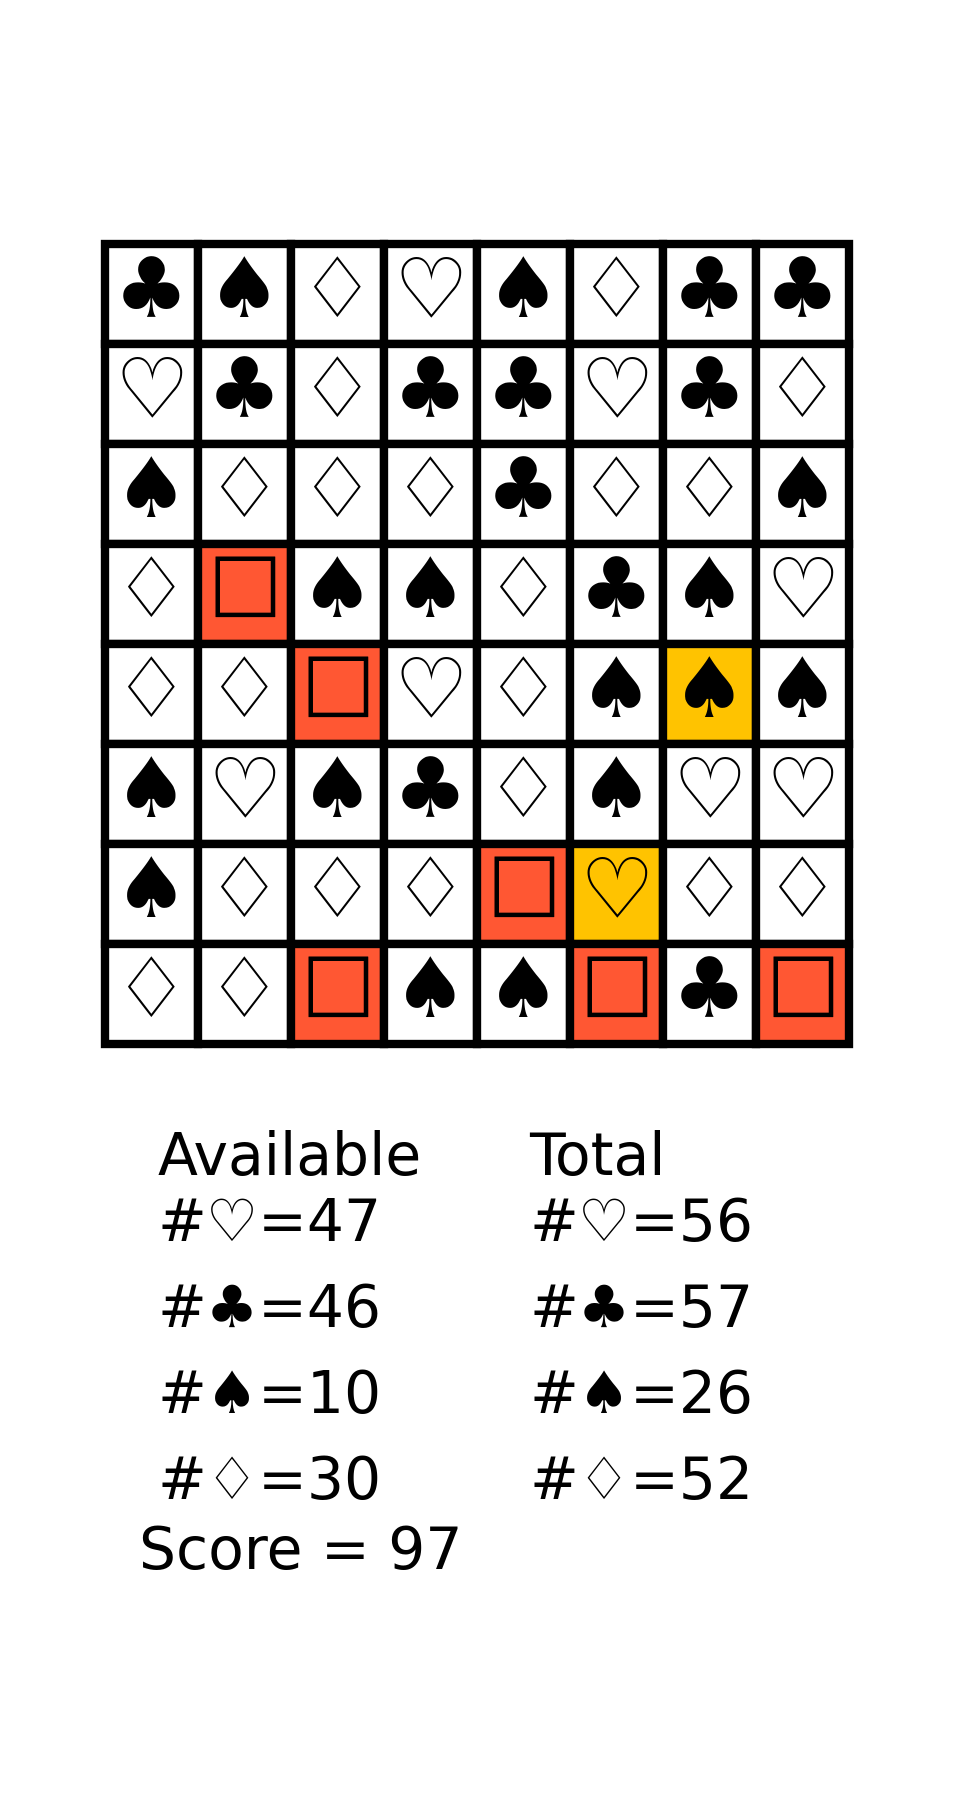 ♣ ♠ ♢ ♡ ♠ ♢ ♣ ♣
♡ ♣ ♢ ♣ ♣ ♡ ♣ ♢
♠ ♢ ♢ ♢ ♣ ♢ ♢ ♠
♢ □ ♠ ♠ ♢ ♣ ♠ ♡
♢ ♢ □ ♡ ♢ ♠ ♠ ♠
♠ ♡ ♠ ♣ ♢ ♠ ♡ ♡
♠ ♢ ♢ ♢ □ ♡ ♢ ♢
♢ ♢ □ ♠ ♠ □ ♣ □
Available Total
#♡=47 #♡=56
#♣=46 #♣=57
#♠=10 #♠=26
#♢=30 #♢=52
Score = 97